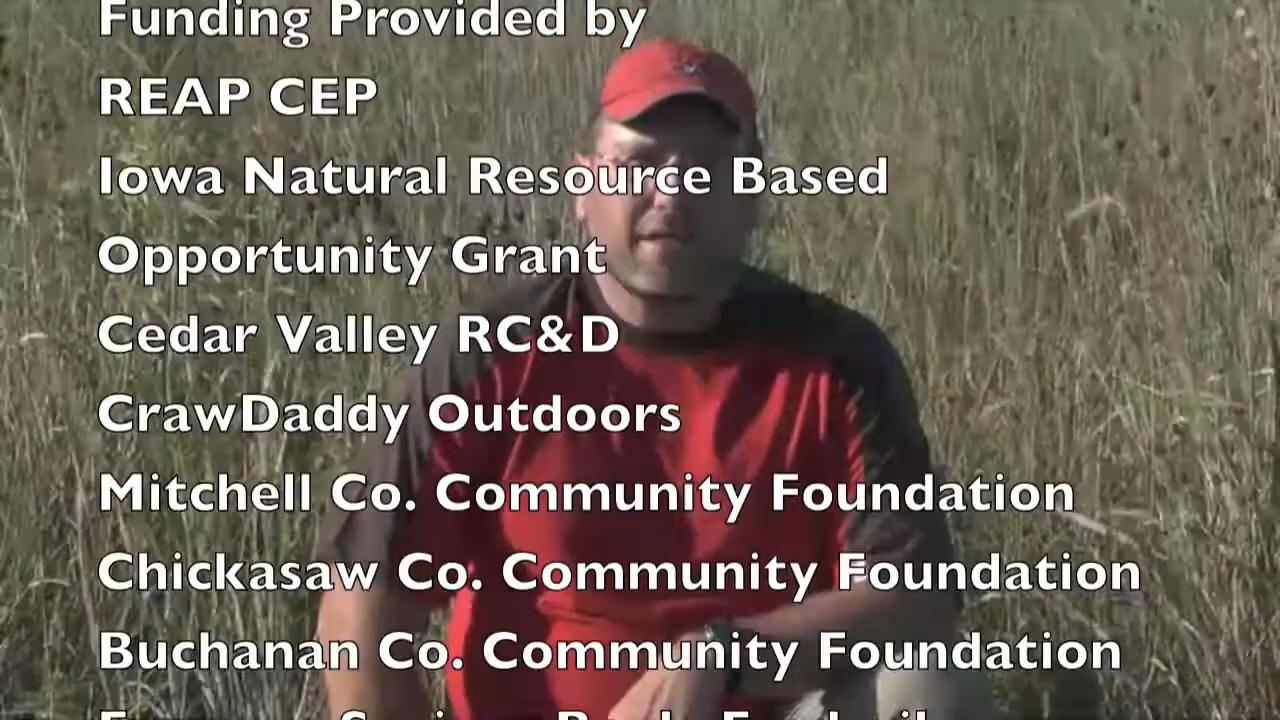 Funding Provided by
REAP CEP
Iowa Natural Resource Based
Opportunity Grant
Cedar Valley RC&D
CrawDaddy Outdoors
Mitchell Co. Community Foundation
Chickasaw Co. Community Foundation
Buchanan Co. Community Foundation